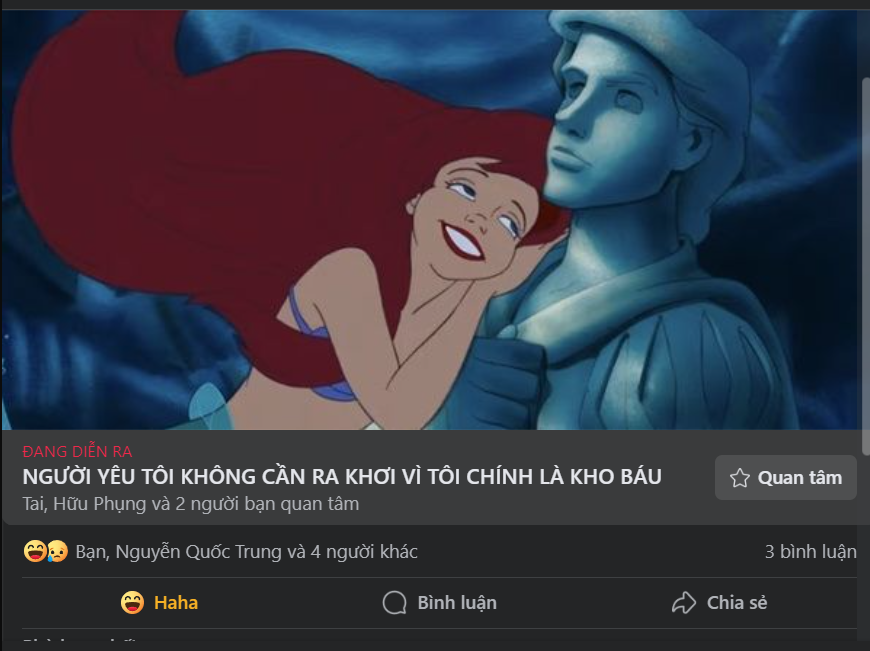 ĐANG DIỄN RA
NGƯỜI YÊU TÔI KHÔNG CẦN RA KHƠI VÌ TÔI CHÍNH LÀ KHO BÁU
Quan tâm
Tai, Hữu Phụng và 2 người bạn quan tâm
Bạn, Nguyễn Quốc Trung và 4 người khác
3 bình luận
Haha
Bình luận
Chia sẻ